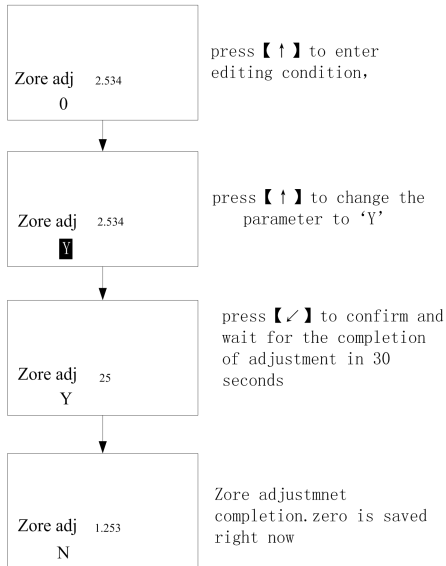 Zore adj 2.534
0
press【↑】to enter
editing condition,
Zore adj 2.534
Y
press【↑】to change the
parameter to ‘Y’
Zore adj 25
Y
press【↙】to confirm and
wait for the completion
of adjustment in 30
seconds
Zore adj 1.253
N
Zore adjustmnet
completion.zero is saved
right now